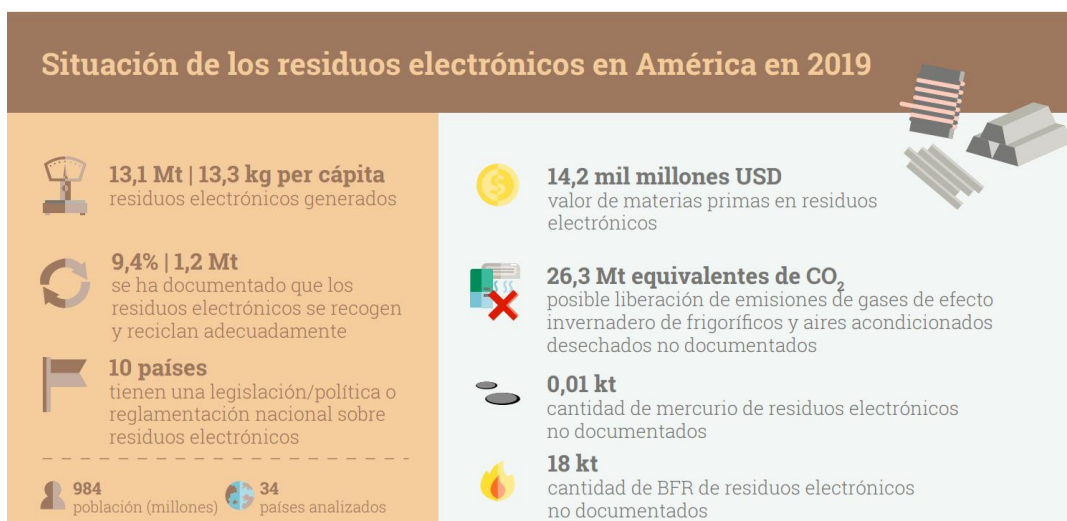 Situación de los residuos electrónicos en América en 2019
13,1 Mt | 13,3 kg per cápita
residuos electrónicos generados
9,4% | 1,2 Mt
se ha documentado que los
residuos electrónicos se recogen
y reciclan adecuadamente
10 países
tienen una legislación/política o
reglamentación nacional sobre
residuos electrónicos
984
población (millones)
34
países analizados
14,2 mil millones USD
valor de materias primas en residuos
electrónicos
26,3 Mt equivalentes de CO₂
posible liberación de emisiones de gases de efecto
invernadero de frigoríficos y aires acondicionados
desechados no documentados
0,01 kt
cantidad de mercurio de residuos electrónicos
no documentados
18 kt
cantidad de BFR de residuos electrónicos
no documentados